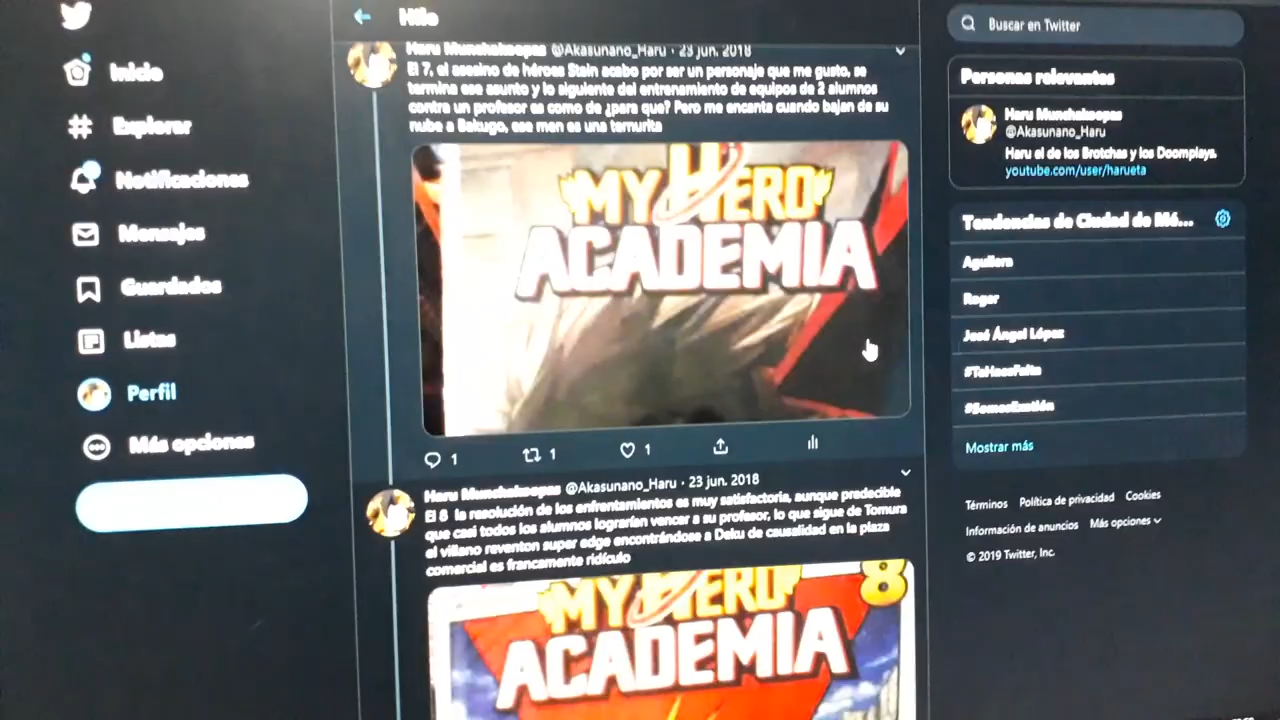 Inicio
Explorar
Notificaciones
Mensajes
Guardados
Listas
Perfil
Más opciones
Hilo
Haru Munchakoopas @Akasunano_Haru · 23 jun. 2018
El 7, el asesino de héroes Stain acabo por ser un personaje que me gusto, se
termina ese asunto y lo siguiente del entrenamiento de equipos de 2 alumnos
contra un profesor es como de ¿para que? Pero me encanta cuando bajan de su
nube a Bakugo, ese men es una ternurita
MY HERO
ACADEMIA
1
1
1
Haru Munchakoopas @Akasunano_Haru · 23 jun. 2018
El 8 la resolución de los enfrentamientos es muy satisfactoria, aunque predecible
que casi todos los alumnos lograrían vencer a su profesor, lo que sigue de Tomura
el villano reventon super edge encontrándose a Deku de causalidad en la plaza
comercial es francamente ridículo
MY HERO
ACADEMIA
8
Buscar en Twitter
Personas relevantes
Haru Munchakoopas
@Akasunano_Haru
Haru el de los Brotchas y los Doomplays.
youtube.com/user/harueta
Tendencias de Ciudad de Mé...
Aguilera
Roger
José Ángel López
#TuHacesFalta
#SomosExatlón
Mostrar más
Términos Política de privacidad Cookies
Información de anuncios Más opciones
© 2019 Twitter, Inc.